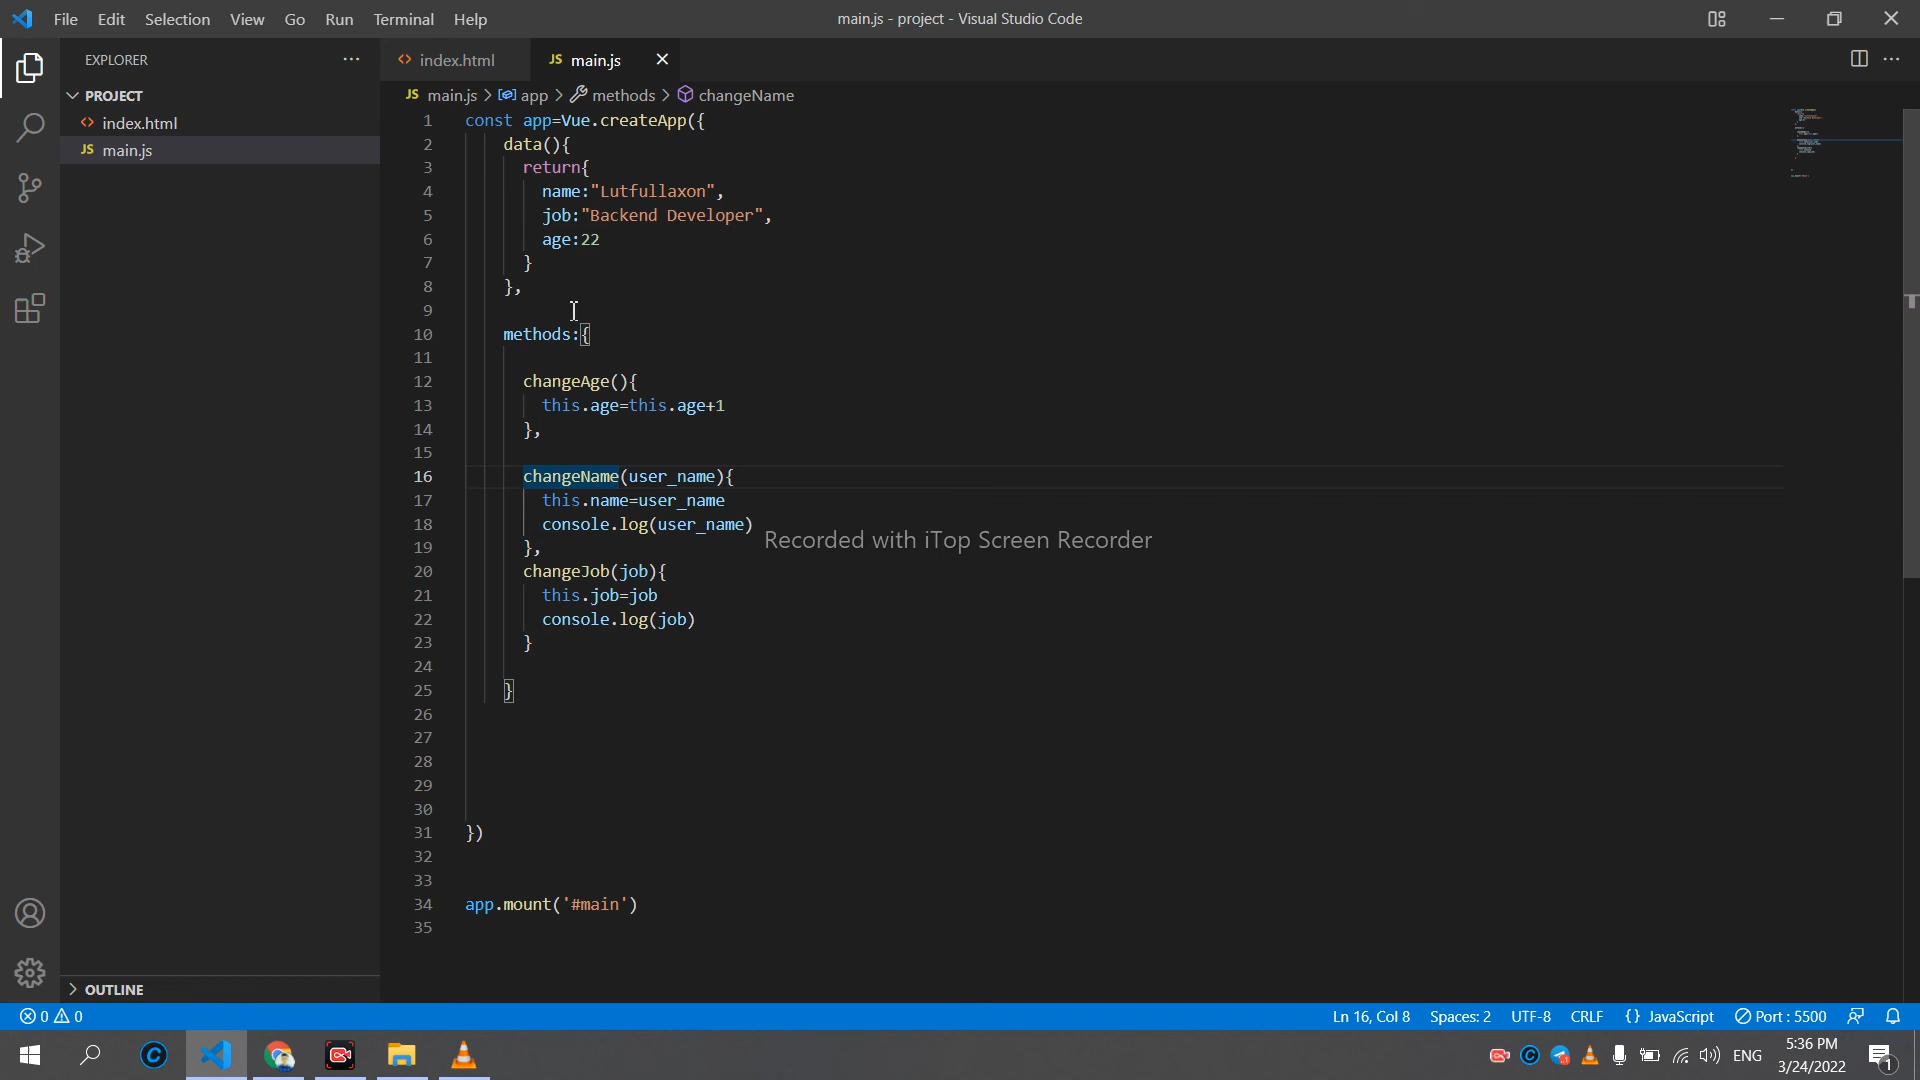 File Edit Selection View Go Run Terminal Help
main.js - project - Visual Studio Code
EXPLORER
PROJECT
index.html
JS main.js
index.html
JS main.js
JS main.js > app > methods > changeName
1 const app=Vue.createApp({
2 data(){
3 return{
4 name:"Lutfullaxon",
5 job:"Backend Developer",
6 age:22
7 }
8 },
9
10 methods:{
11
12 changeAge(){
13 this.age=this.age+1
14 },
15
16 changeName(user_name){
17 this.name=user_name
18 console.log(user_name)
19 },
20 changeJob(job){
21 this.job=job
22 console.log(job)
23 }
24
25 }
26
27
28
29
30
31 })
32
33
34 app.mount('#main')
35
Recorded with iTop Screen Recorder
OUTLINE
0 0
Ln 16, Col 8 Spaces: 2 UTF-8 CRLF {} JavaScript Port : 5500
ENG
5:36 PM
3/24/2022
1